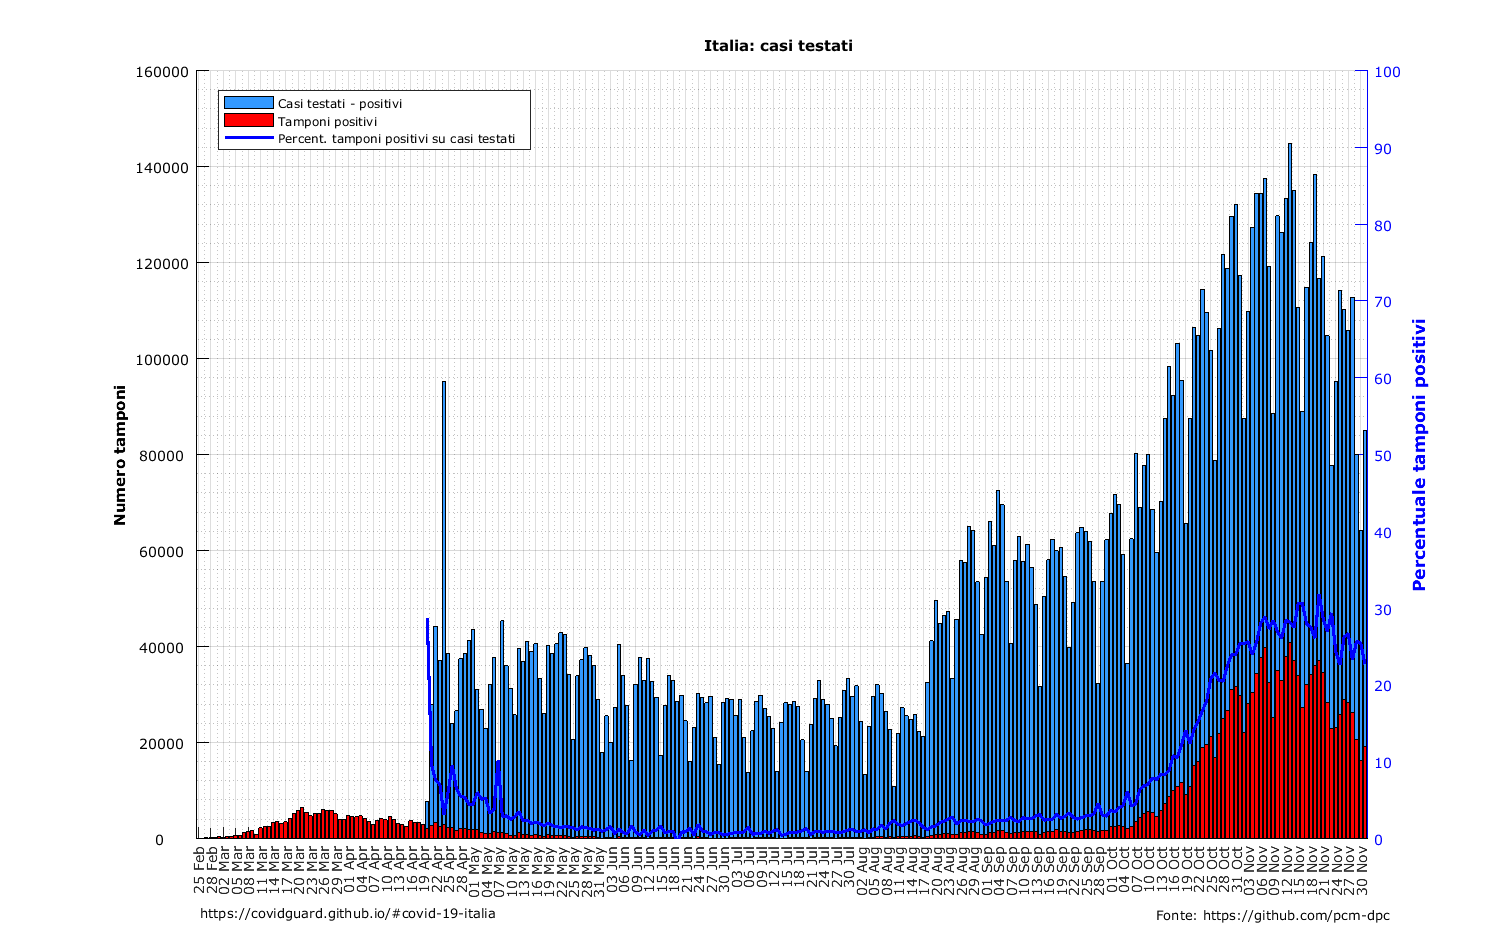 Italia: casi testati
Casi testati - positivi
Tamponi positivi
Percent. tamponi positivi su casi testati
Numero tamponi
160000
140000
120000
100000
80000
60000
40000
20000
0
Percentuale tamponi positivi
100
90
80
70
60
50
40
30
20
10
0
25 Feb
28 Feb
02 Mar
05 Mar
08 Mar
11 Mar
14 Mar
17 Mar
20 Mar
23 Mar
26 Mar
29 Mar
01 Apr
04 Apr
07 Apr
10 Apr
13 Apr
16 Apr
19 Apr
22 Apr
25 Apr
28 Apr
01 May
04 May
07 May
10 May
13 May
16 May
19 May
22 May
25 May
28 May
31 May
03 Jun
06 Jun
09 Jun
12 Jun
15 Jun
18 Jun
21 Jun
24 Jun
27 Jun
30 Jun
03 Jul
06 Jul
09 Jul
12 Jul
15 Jul
18 Jul
21 Jul
24 Jul
27 Jul
30 Jul
02 Aug
05 Aug
08 Aug
11 Aug
14 Aug
17 Aug
20 Aug
23 Aug
26 Aug
29 Aug
01 Sep
04 Sep
07 Sep
10 Sep
13 Sep
16 Sep
19 Sep
22 Sep
25 Sep
28 Sep
01 Oct
04 Oct
07 Oct
10 Oct
13 Oct
16 Oct
19 Oct
22 Oct
25 Oct
28 Oct
31 Oct
03 Nov
06 Nov
09 Nov
12 Nov
15 Nov
18 Nov
21 Nov
24 Nov
27 Nov
30 Nov
https://covidguard.github.io/#covid-19-italia
Fonte: https://github.com/pcm-dpc